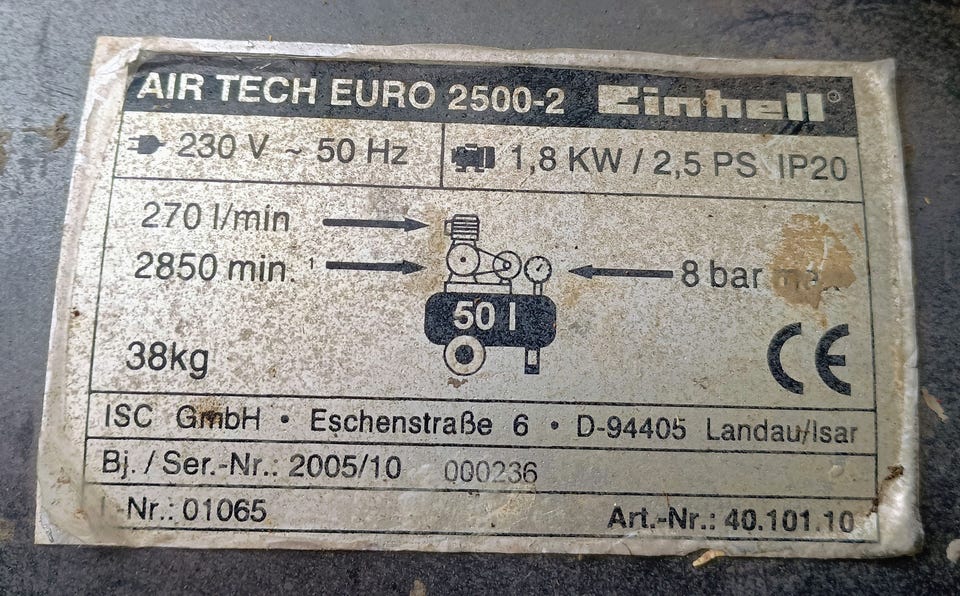 AIR TECH EURO 2500-2 Einhell®
230 V ~ 50 Hz 1,8 KW / 2,5 PS IP20
270 l/min
2850 min.⁻¹ 8 bar
50 l
38kg CE
ISC GmbH • Eschenstraße 6 • D-94405 Landau/Isar
Bj. / Ser.-Nr.: 2005/10 000236
I.-Nr.: 01065 Art.-Nr.: 40.101.10